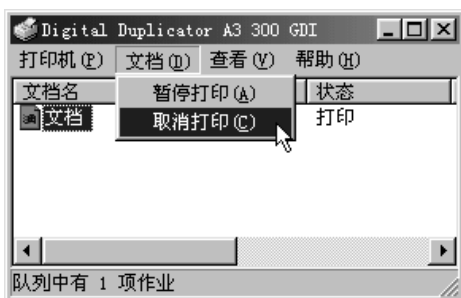 Digital Duplicator A3 300 GDI
打印机(P) 文档(D) 查看(V) 帮助(H)
文档名 状态
暂停打印(A)
文档 打印
取消打印(C)
队列中有 1 项作业